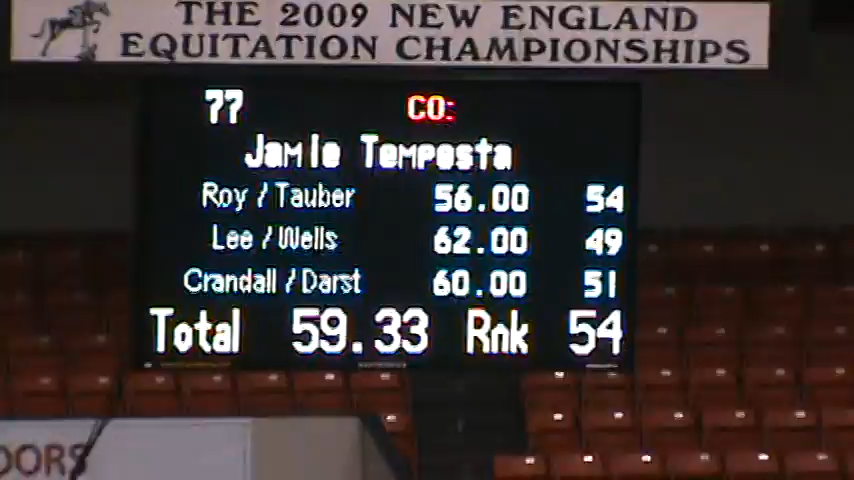 THE 2009 NEW ENGLAND
EQUITATION CHAMPIONSHIPS
77 CO:
Jamie Tempesta
Roy / Tauber 56.00 54
Lee / Wells 62.00 49
Crandall / Darst 60.00 51
Total 59.33 Rnk 54
DOORS